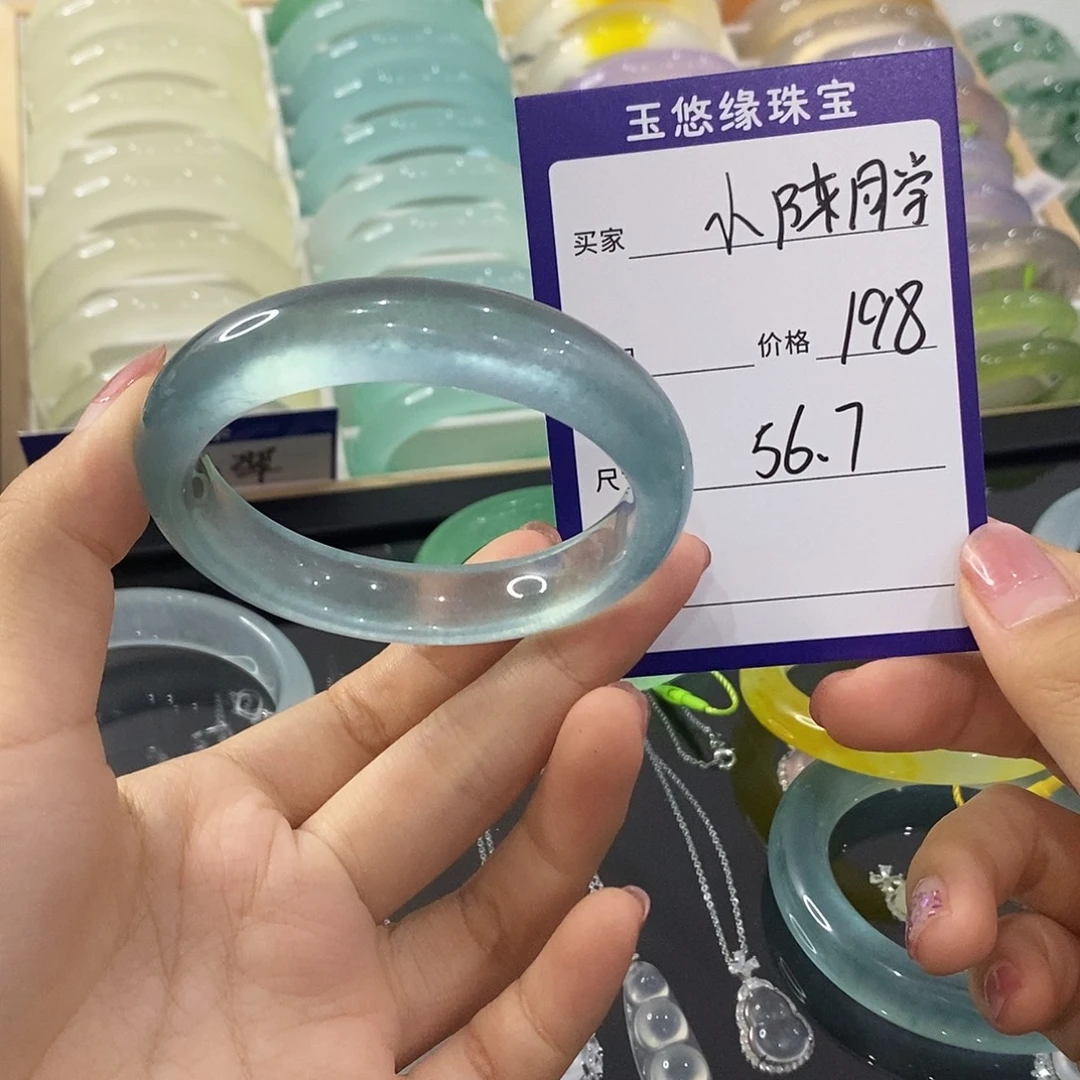 玉悠缘珠宝
买家 小陈同学
价格 198
尺 56.7